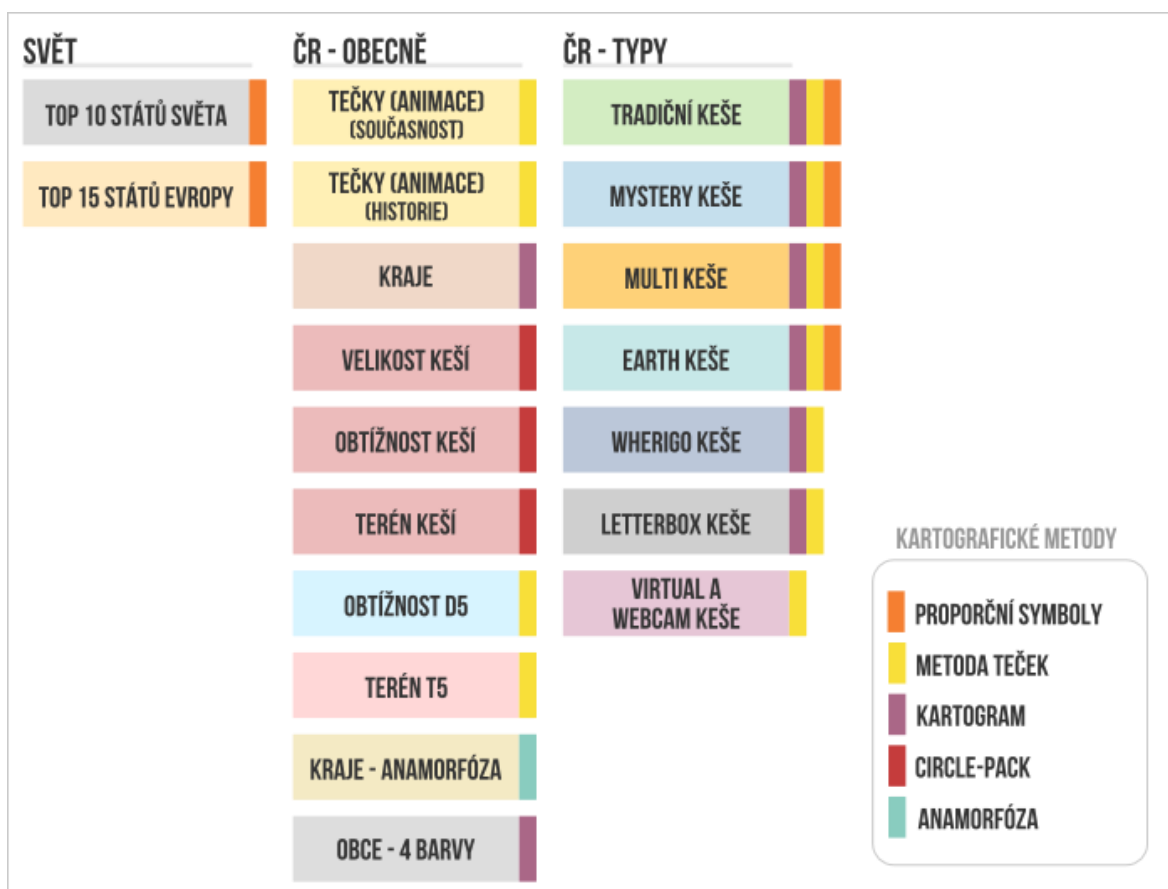 SVĚT
TOP 10 STÁTŮ SVĚTA
TOP 15 STÁTŮ EVROPY
ČR - OBECNĚ
TEČKY (ANIMACE)
(SOUČASNOST)
TEČKY (ANIMACE)
(HISTORIE)
KRAJE
VELIKOST KEŠÍ
OBTÍŽNOST KEŠÍ
TERÉN KEŠÍ
OBTÍŽNOST D5
TERÉN T5
KRAJE - ANAMORFÓZA
OBCE - 4 BARVY
ČR - TYPY
TRADIČNÍ KEŠE
MYSTERY KEŠE
MULTI KEŠE
EARTH KEŠE
WHERIGO KEŠE
LETTERBOX KEŠE
VIRTUAL A
WEBCAM KEŠE
KARTOGRAFICKÉ METODY
PROPORČNÍ SYMBOLY
METODA TEČEK
KARTOGRAM
CIRCLE-PACK
ANAMORFÓZA